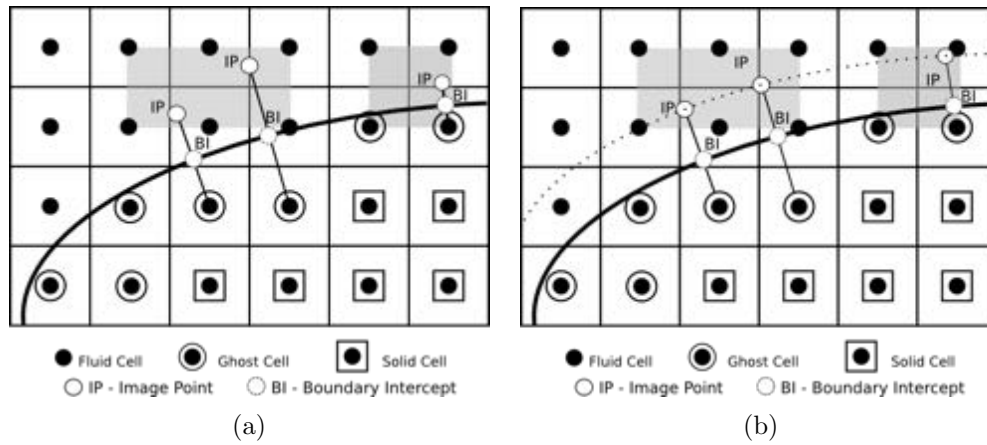 IP
IP
IP
BI
BI
BI
Fluid Cell
Ghost Cell
Solid Cell
IP - Image Point
BI - Boundary Intercept
(a)
IP
IP
IP
BI
BI
BI
Fluid Cell
Ghost Cell
Solid Cell
IP - Image Point
BI - Boundary Intercept
(b)